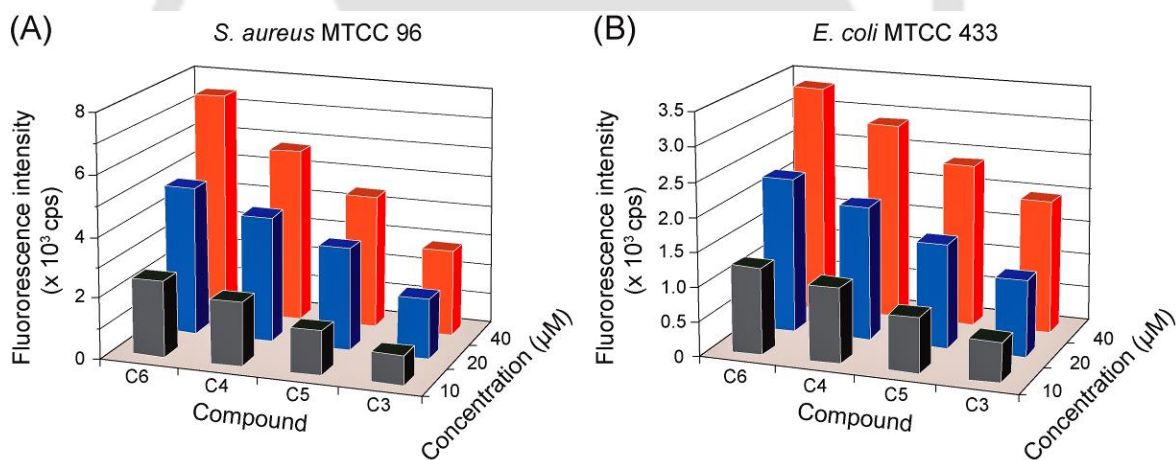 (A)
S. aureus MTCC 96
Fluorescence intensity
(x 10³ cps)
8
6
4
2
0
C6
C4
C5
C3
Compound
10
20
40
Concentration (µM)
(B)
E. coli MTCC 433
Fluorescence intensity
(x 10³ cps)
3.5
3.0
2.5
2.0
1.5
1.0
0.5
0
C6
C4
C5
C3
Compound
10
20
40
Concentration (µM)